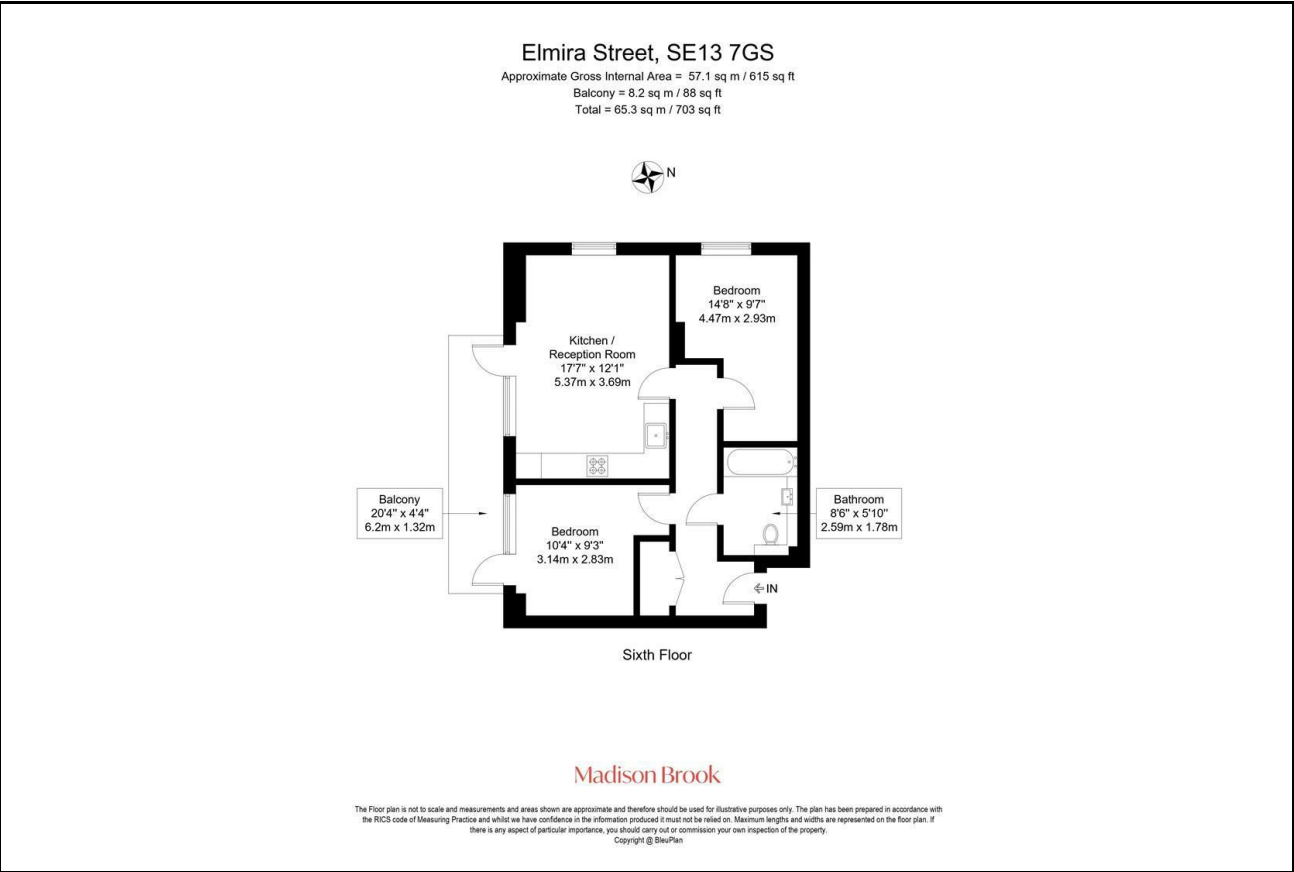 Elmira Street, SE13 7GS
Approximate Gross Internal Area = 57.1 sq m / 615 sq ft
Balcony = 8.2 sq m / 88 sq ft
Total = 65.3 sq m / 703 sq ft
N
Bedroom
14'8" x 9'7"
4.47m x 2.93m
Kitchen /
Reception Room
17'7" x 12'1"
5.37m x 3.69m
Balcony
20'4" x 4'4"
6.2m x 1.32m
Bathroom
8'6" x 5'10"
2.59m x 1.78m
Bedroom
10'4" x 9'3"
3.14m x 2.83m
IN
Sixth Floor
Madison Brook
The Floor plan is not to scale and measurements and areas shown are approximate and therefore should be used for illustrative purposes only. The plan has been prepared in accordance with
the RICS code of Measuring Practice and whilst we have confidence in the information produced it must not be relied on. Maximum lengths and widths are represented on the floor plan. If
there is any aspect of particular importance, you should carry out or commission your own inspection of the property.
Copyright @ BleuPlan